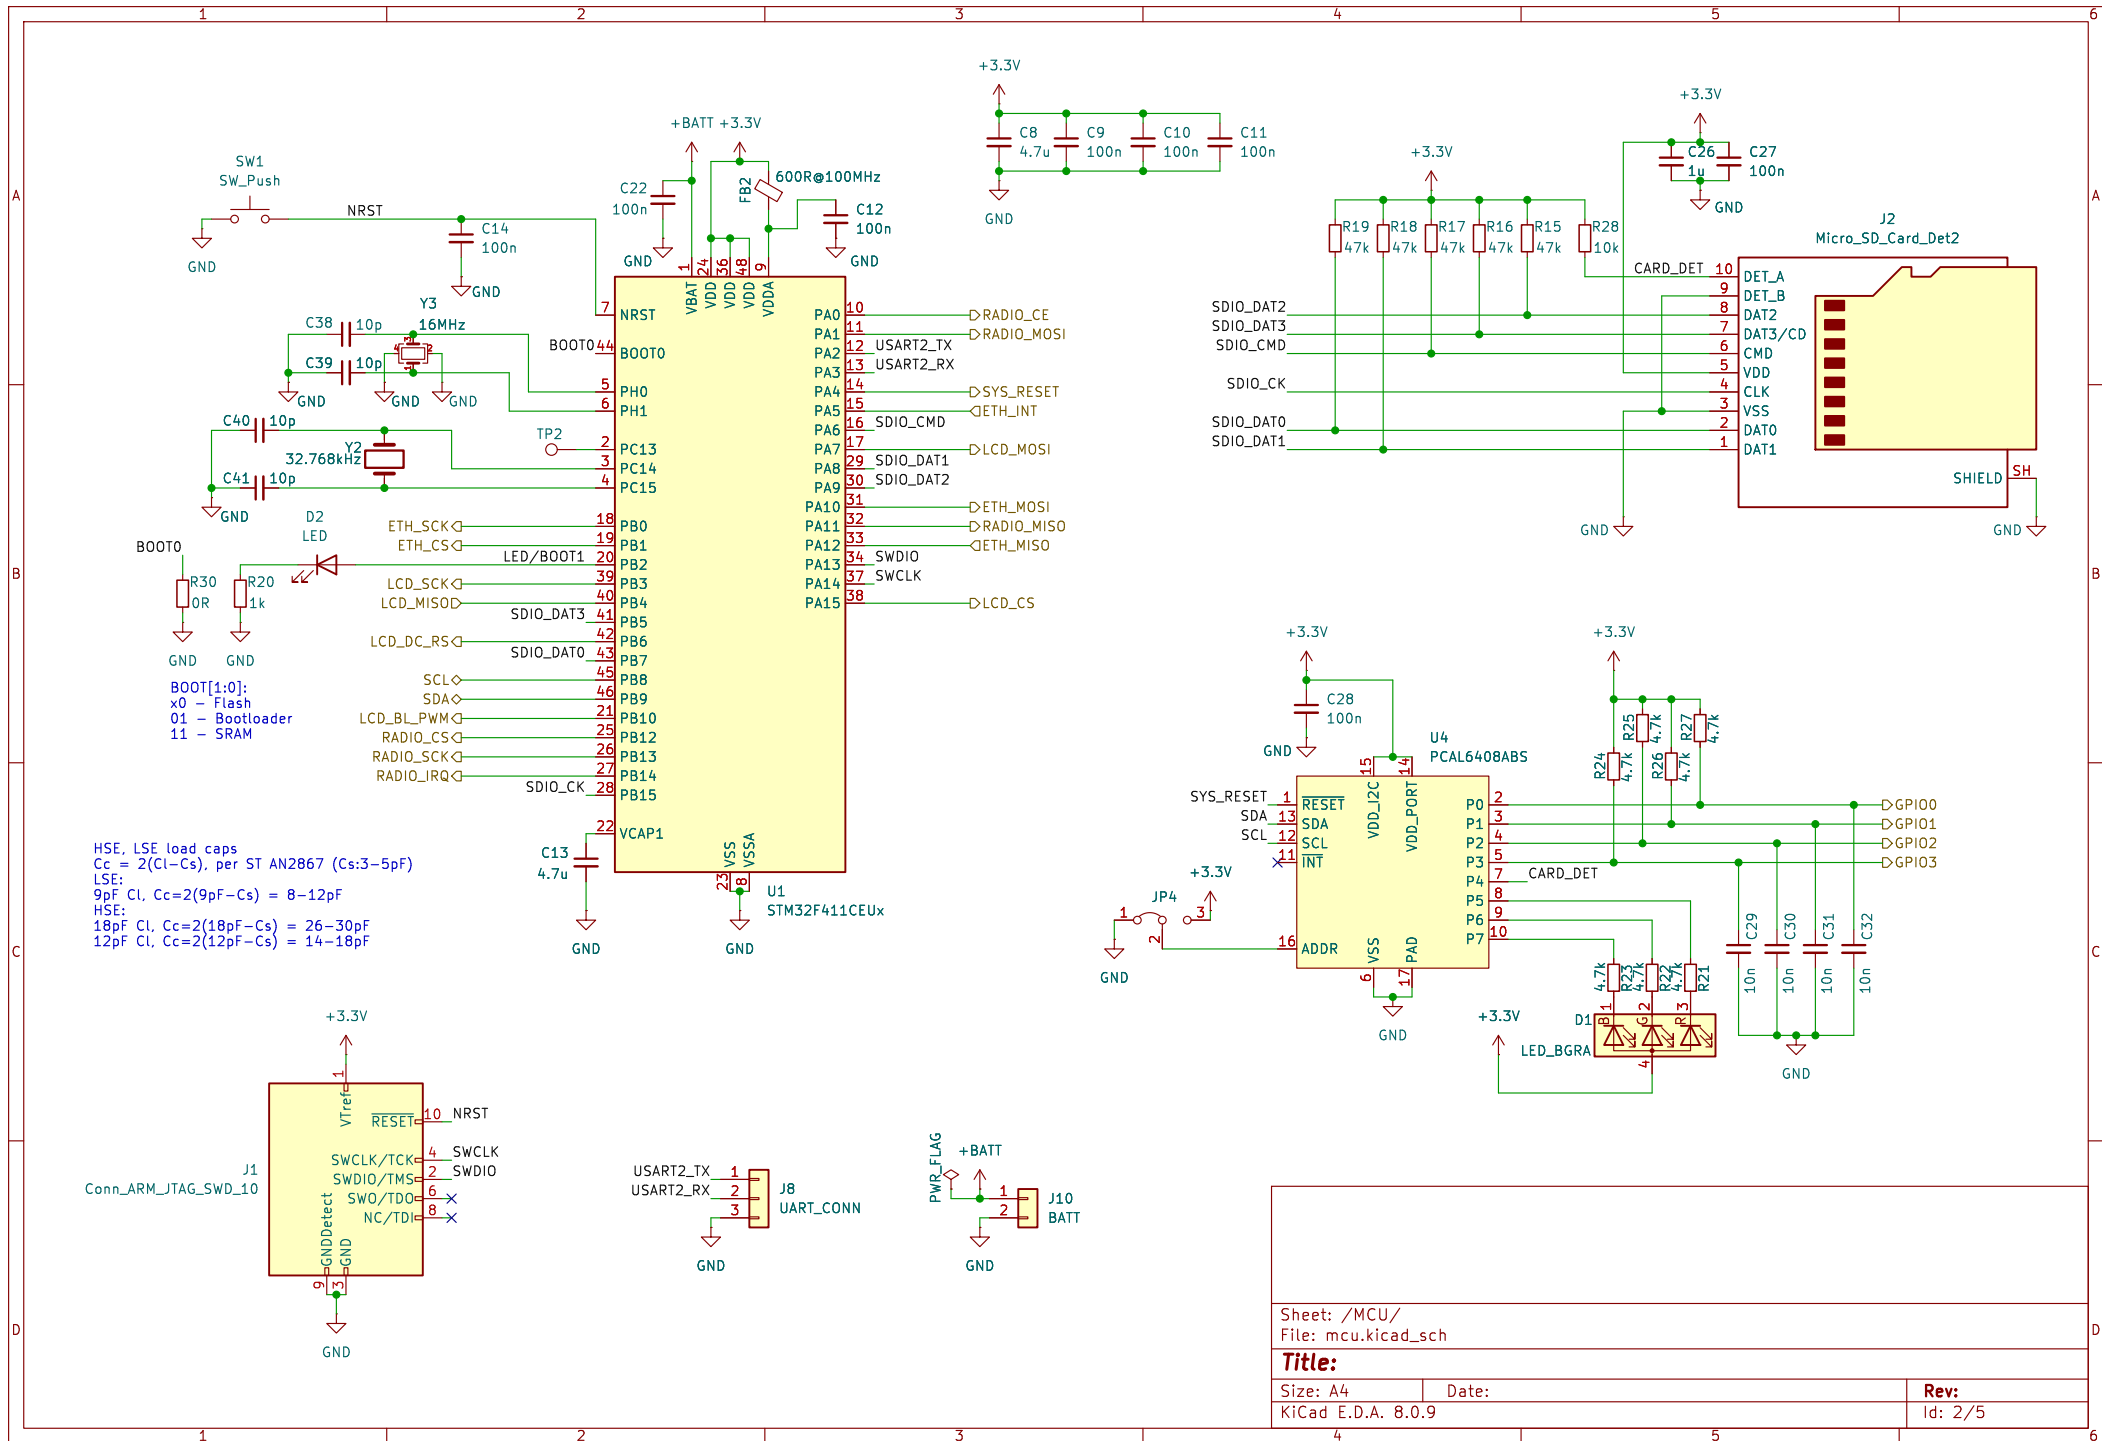 1 2 3 4 5 6
A
B
C
D
SW1
SW_Push
NRST
GND
C14
100n
GND
+BATT
+3.3V
C22
100n
GND
FB2
600R@100MHz
C12
100n
GND
+3.3V
C8
4.7u
C9
100n
C10
100n
C11
100n
GND
C38
10p
Y3
16MHz
C39
10p
4
3
2
1
GND
GND
GND
C40
10p
Y2
32.768kHz
C41
10p
GND
TP2
BOOT0
D2
LED
BOOT0
R30
0R
R20
1k
GND
GND
BOOT[1:0]:
x0 - Flash
01 - Bootloader
11 - SRAM
HSE, LSE load caps
Cc = 2(Cl-Cs), per ST AN2867 (Cs:3-5pF)
LSE:
9pF Cl, Cc=2(9pF-Cs) = 8-12pF
HSE:
18pF Cl, Cc=2(18pF-Cs) = 26-30pF
12pF Cl, Cc=2(12pF-Cs) = 14-18pF
1 VBAT
24 VDD
36 VDD
48 VDD
9 VDDA
7 NRST
44 BOOT0
5 PH0
6 PH1
2 PC13
3 PC14
4 PC15
ETH_SCK 18 PB0
ETH_CS 19 PB1
LED/BOOT1 20 PB2
LCD_SCK 39 PB3
LCD_MISO 40 PB4
SDIO_DAT3 41 PB5
LCD_DC_RS 42 PB6
SDIO_DAT0 43 PB7
SCL 45 PB8
SDA 46 PB9
LCD_BL_PWM 21 PB10
RADIO_CS 25 PB12
RADIO_SCK 26 PB13
RADIO_IRQ 27 PB14
SDIO_CK 28 PB15
22 VCAP1
C13
4.7u
GND
PA0 10 RADIO_CE
PA1 11 RADIO_MOSI
PA2 12 USART2_TX
PA3 13 USART2_RX
PA4 14 SYS_RESET
PA5 15 ETH_INT
PA6 16 SDIO_CMD
PA7 17 LCD_MOSI
PA8 29 SDIO_DAT1
PA9 30 SDIO_DAT2
PA10 31 ETH_MOSI
PA11 32 RADIO_MISO
PA12 33 ETH_MISO
PA13 34 SWDIO
PA14 37 SWCLK
PA15 38 LCD_CS
VSS 23
VSSA 8
U1
STM32F411CEUx
GND
+3.3V
R19
47k
R18
47k
R17
47k
R16
47k
R15
47k
R28
10k
+3.3V
C26
1u
C27
100n
GND
J2
Micro_SD_Card_Det2
CARD_DET 10 DET_A
9 DET_B
SDIO_DAT2 8 DAT2
SDIO_DAT3 7 DAT3/CD
SDIO_CMD 6 CMD
5 VDD
SDIO_CK 4 CLK
3 VSS
SDIO_DAT0 2 DAT0
SDIO_DAT1 1 DAT1
SHIELD SH
GND
GND
+3.3V
C28
100n
GND
U4
PCAL6408ABS
15 VDD_I2C
14 VDD_PORT
SYS_RESET 1 RESET
SDA 13 SDA
SCL 12 SCL
11 INT
16 ADDR
VSS 6
PAD 17
GND
+3.3V
JP4
1 2 3
GND
P0 2 GPIO0
P1 3 GPIO1
P2 4 GPIO2
P3 5 GPIO3
P4 7 CARD_DET
P5 8
P6 9
P7 10
+3.3V
R24
4.7k
R25
4.7k
R26
4.7k
R27
4.7k
4.7k
R23
4.7k
R22
4.7k
R21
B 1
G 2
R 3
4
D1
LED_BGRA
+3.3V
C29
10n
C30
10n
C31
10n
C32
10n
GND
+3.3V
1 VTref
RESET 10 NRST
SWCLK/TCK 4 SWCLK
SWDIO/TMS 2 SWDIO
SWO/TDO 6
NC/TDI 8
GNDDetect 9
GND 3
J1
Conn_ARM_JTAG_SWD_10
GND
USART2_TX 1
USART2_RX 2
3
J8
UART_CONN
GND
PWR_FLAG
+BATT
1
2
J10
BATT
GND
Sheet: /MCU/
File: mcu.kicad_sch
Title:
Size: A4 Date: Rev:
KiCad E.D.A. 8.0.9 Id: 2/5
A
B
C
D
1 2 3 4 5 6